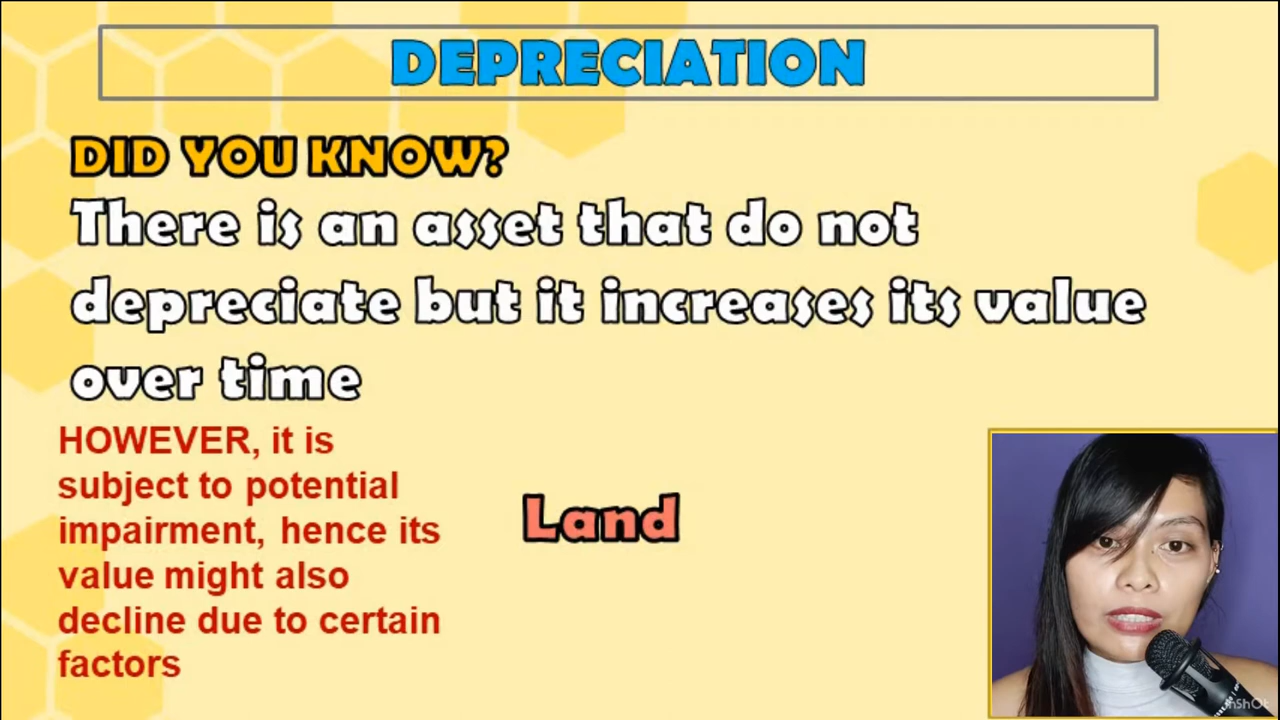 DEPRECIATION
DID YOU KNOW?
There is an asset that do not
depreciate but it increases its value
over time
HOWEVER, it is
subject to potential
impairment, hence its
value might also
decline due to certain
factors
Land
InShOt